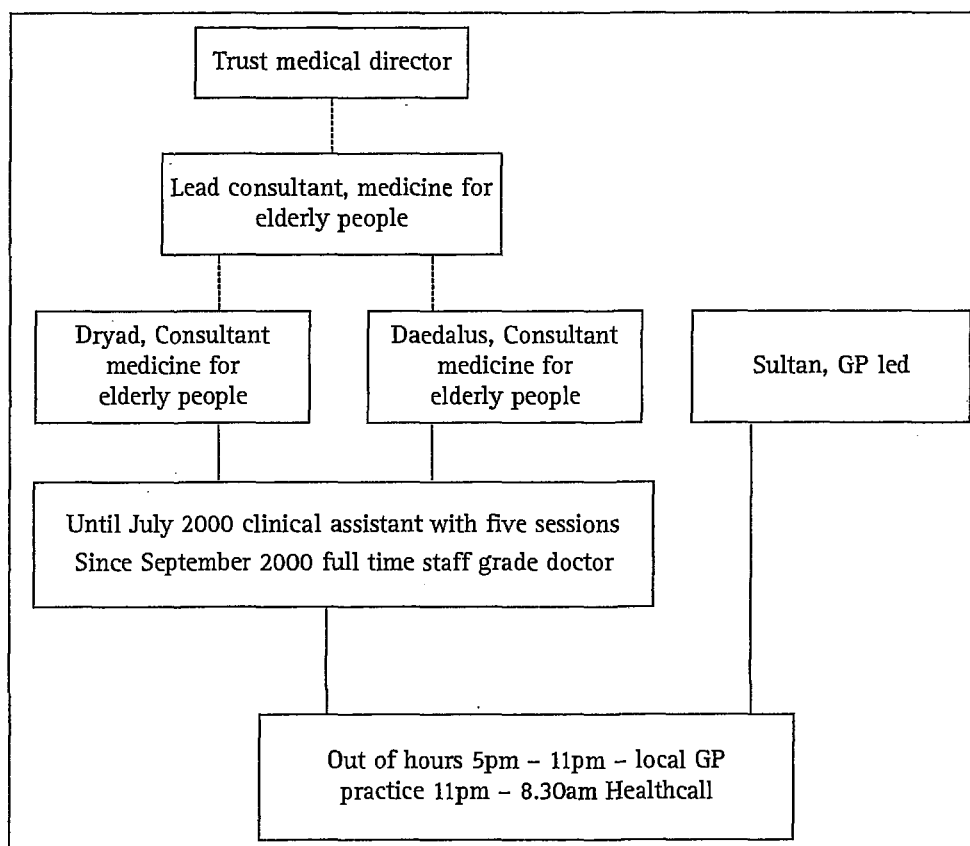 Trust medical director
Lead consultant, medicine for
elderly people
Dryad, Consultant
medicine for
elderly people
Daedalus, Consultant
medicine for
elderly people
Sultan, GP led
Until July 2000 clinical assistant with five sessions
Since September 2000 full time staff grade doctor
Out of hours 5pm – 11pm – local GP
practice 11pm – 8.30am Healthcall